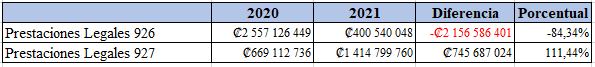 2020 2021 Diferencia Porcentual
Prestaciones Legales 926 ₡2 557 126 449 ₡400 540 048 -₡2 156 586 401 -84,34%
Prestaciones Legales 927 ₡669 112 736 ₡1 414 799 760 ₡745 687 024 111,44%